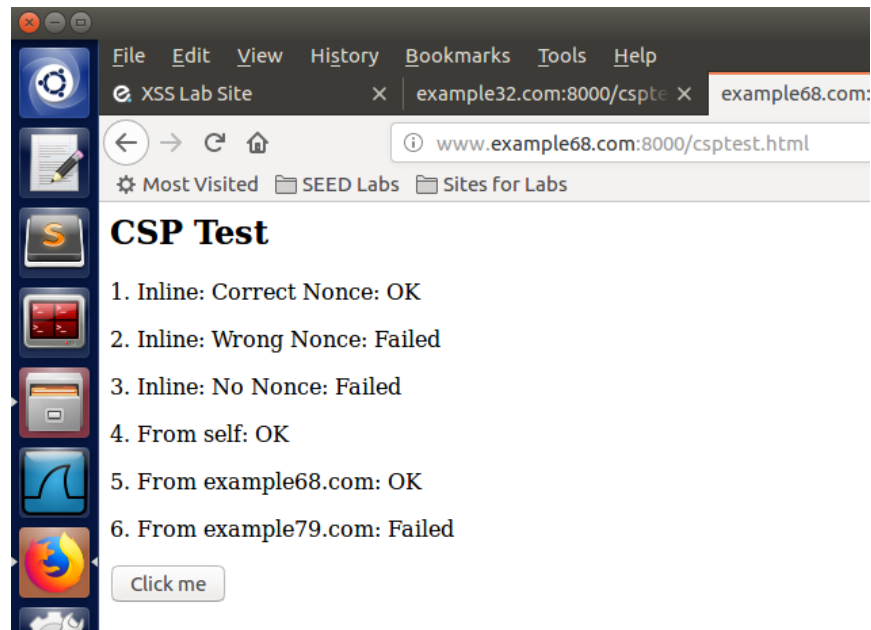 File Edit View History Bookmarks Tools Help
XSS Lab Site × example32.com:8000/cspte × example68.com:
www.example68.com:8000/csptest.html
Most Visited SEED Labs Sites for Labs
CSP Test
1. Inline: Correct Nonce: OK
2. Inline: Wrong Nonce: Failed
3. Inline: No Nonce: Failed
4. From self: OK
5. From example68.com: OK
6. From example79.com: Failed
Click me